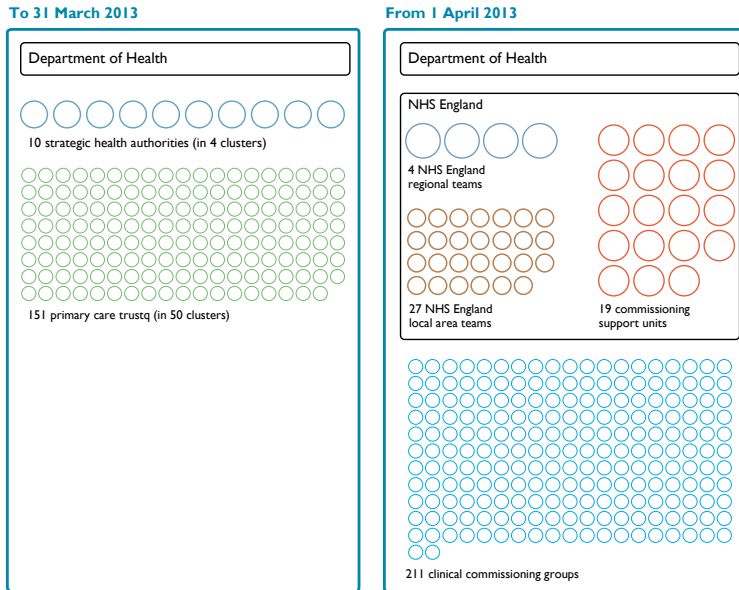 To 31 March 2013
Department of Health
10 strategic health authorities (in 4 clusters)
151 primary care trustq (in 50 clusters)
From 1 April 2013
Department of Health
NHS England
4 NHS England
regional teams
27 NHS England
local area teams
19 commissioning
support units
211 clinical commissioning groups